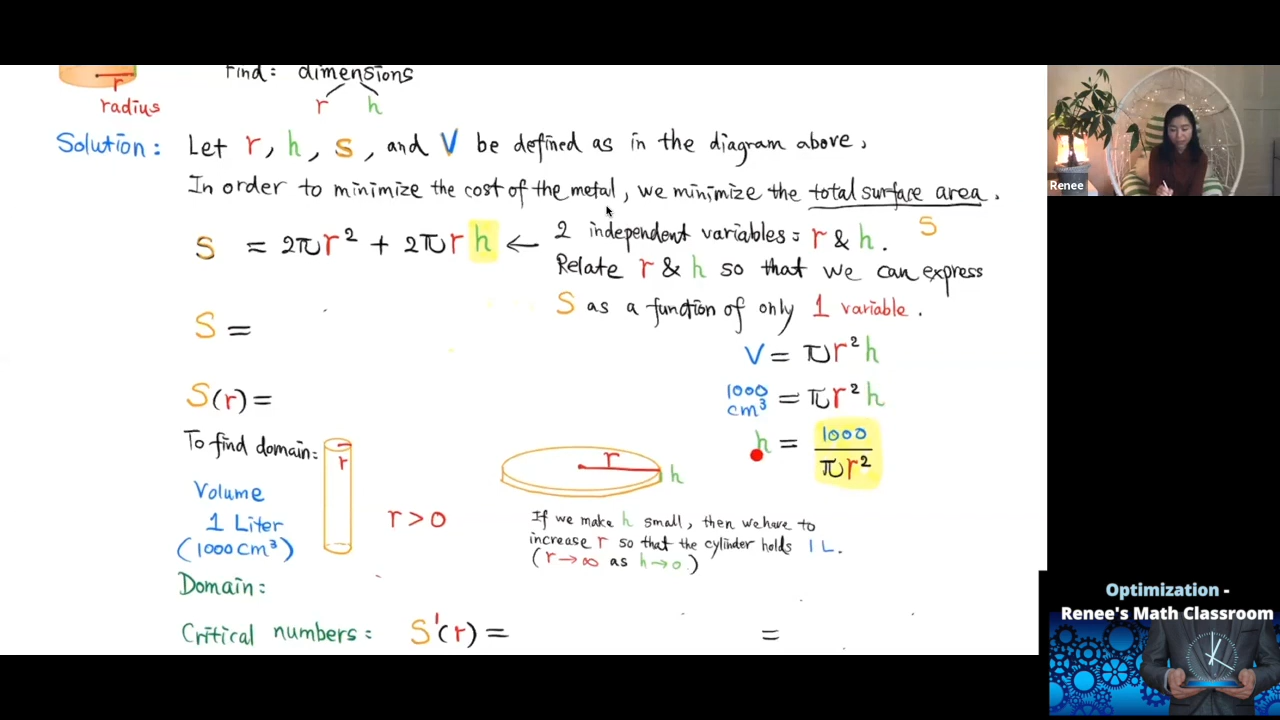 r
radius
Find: dimensions
r h
Solution: Let r, h, S, and V be defined as in the diagram above,
In order to minimize the cost of the metal, we minimize the total surface area.
S
S = 2πr² + 2πrh ← 2 independent variables: r & h.
Relate r & h so that we can express
S as a function of only 1 variable.
S =
V = πr²h
S(r) =
1000 cm³ = πr²h
h = 1000 / πr²
To find domain:
r
r
h
Volume
1 Liter
(1000 cm³)
r > 0
If we make h small, then we have to
increase r so that the cylinder holds 1 L.
(r → ∞ as h → 0.)
Domain:
Critical numbers: S'(r) = =
Renee
Optimization -
Renee's Math Classroom